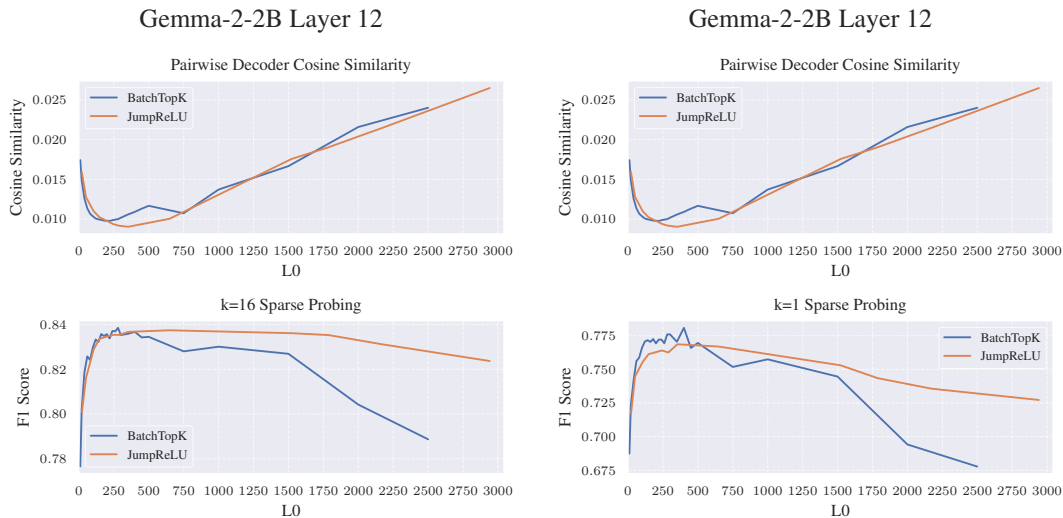 Gemma-2-2B Layer 12
Pairwise Decoder Cosine Similarity
Cosine Similarity
0.025
0.020
0.015
0.010
BatchTopK
JumpReLU
0 250 500 750 1000 1250 1500 1750 2000 2250 2500 2750 3000
L0
k=16 Sparse Probing
F1 Score
0.84
0.82
0.80
0.78
BatchTopK
JumpReLU
0 250 500 750 1000 1250 1500 1750 2000 2250 2500 2750 3000
L0
Gemma-2-2B Layer 12
Pairwise Decoder Cosine Similarity
Cosine Similarity
0.025
0.020
0.015
0.010
BatchTopK
JumpReLU
0 250 500 750 1000 1250 1500 1750 2000 2250 2500 2750 3000
L0
k=1 Sparse Probing
F1 Score
0.775
0.750
0.725
0.700
0.675
BatchTopK
JumpReLU
0 250 500 750 1000 1250 1500 1750 2000 2250 2500 2750 3000
L0